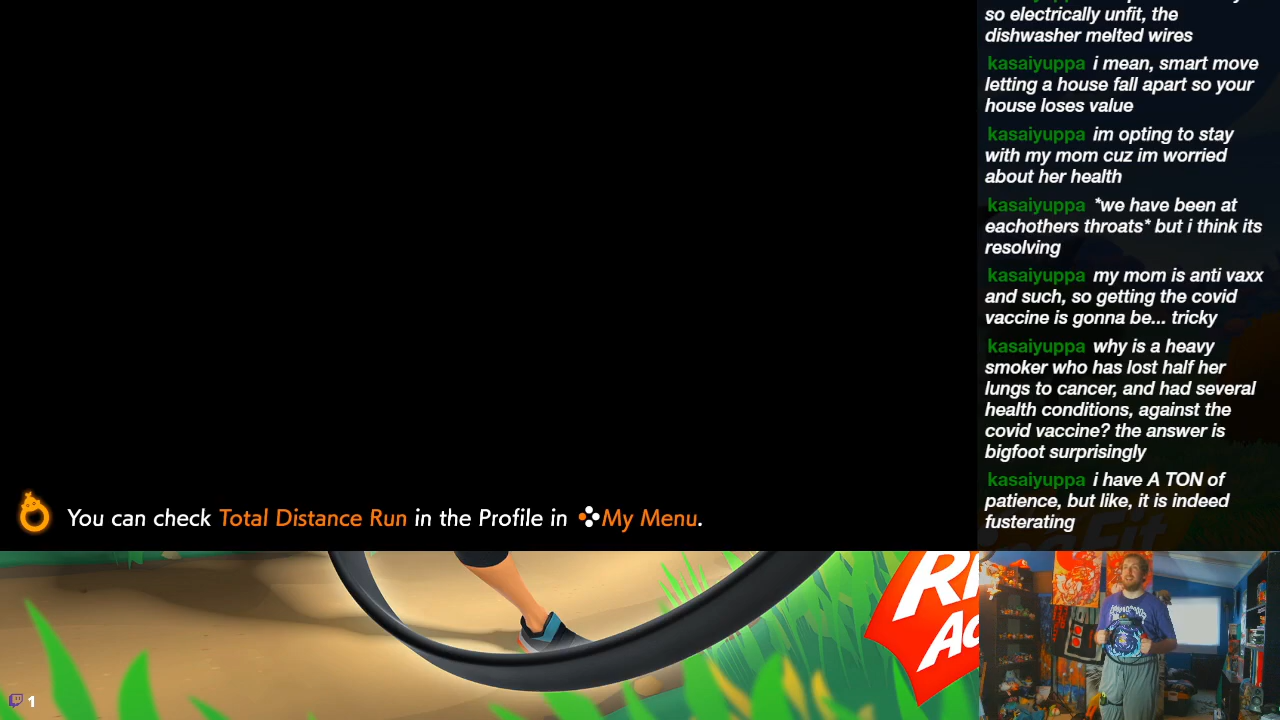 so electrically unfit, the
dishwasher melted wires
kasaiyuppa i mean, smart move
letting a house fall apart so your
house loses value
kasaiyuppa im opting to stay
with my mom cuz im worried
about her health
kasaiyuppa *we have been at
eachothers throats* but i think its
resolving
kasaiyuppa my mom is anti vaxx
and such, so getting the covid
vaccine is gonna be... tricky
kasaiyuppa why is a heavy
smoker who has lost half her
lungs to cancer, and had several
health conditions, against the
covid vaccine? the answer is
bigfoot surprisingly
kasaiyuppa i have A TON of
patience, but like, it is indeed
fusterating
You can check Total Distance Run in the Profile in My Menu.
1